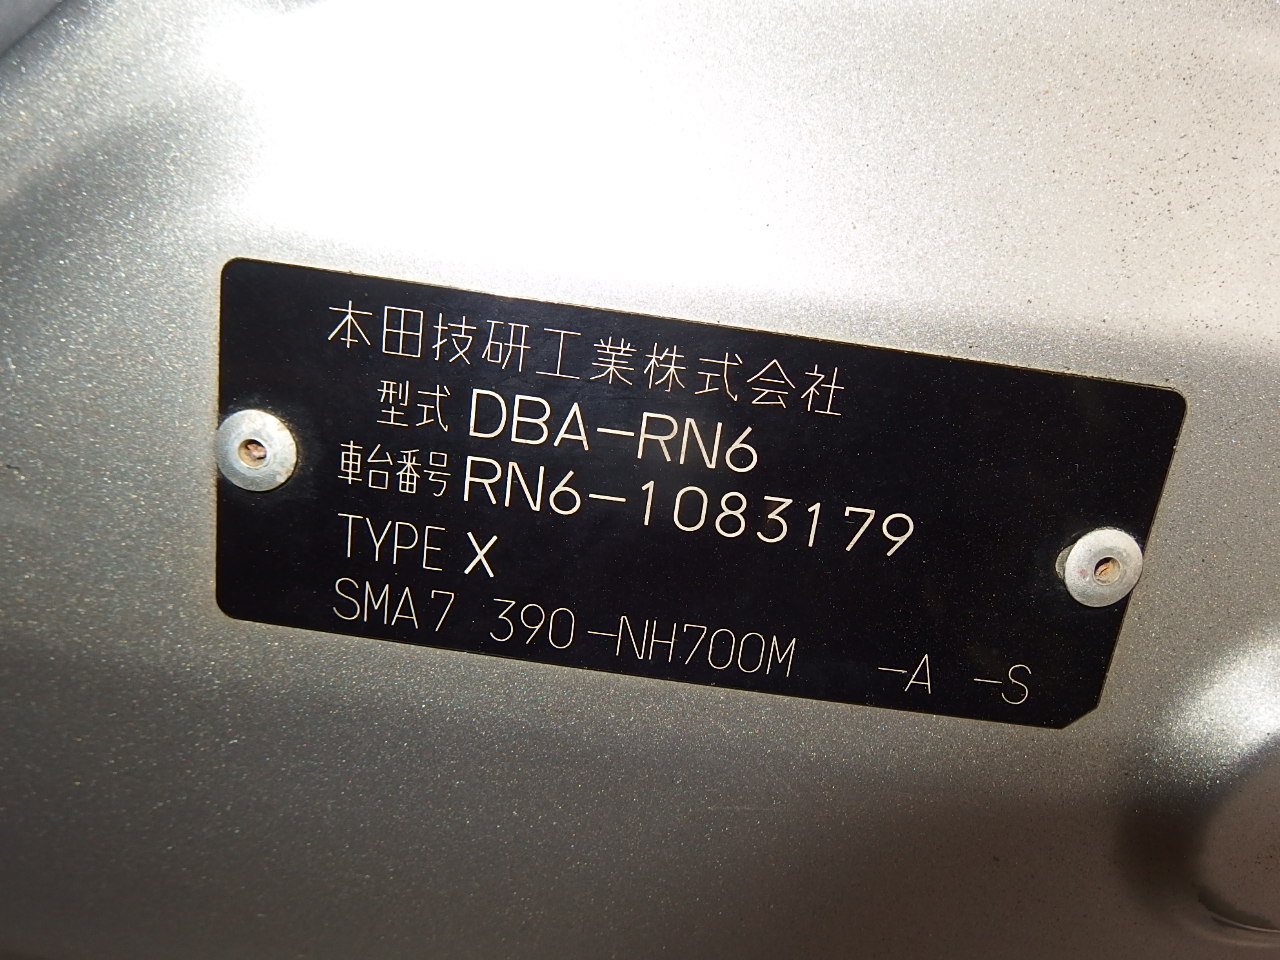 本田技研工業株式会社
型式 DBA-RN6
車台番号 RN6-1083179
TYPE X
SMA7 390-NH700M -A -S